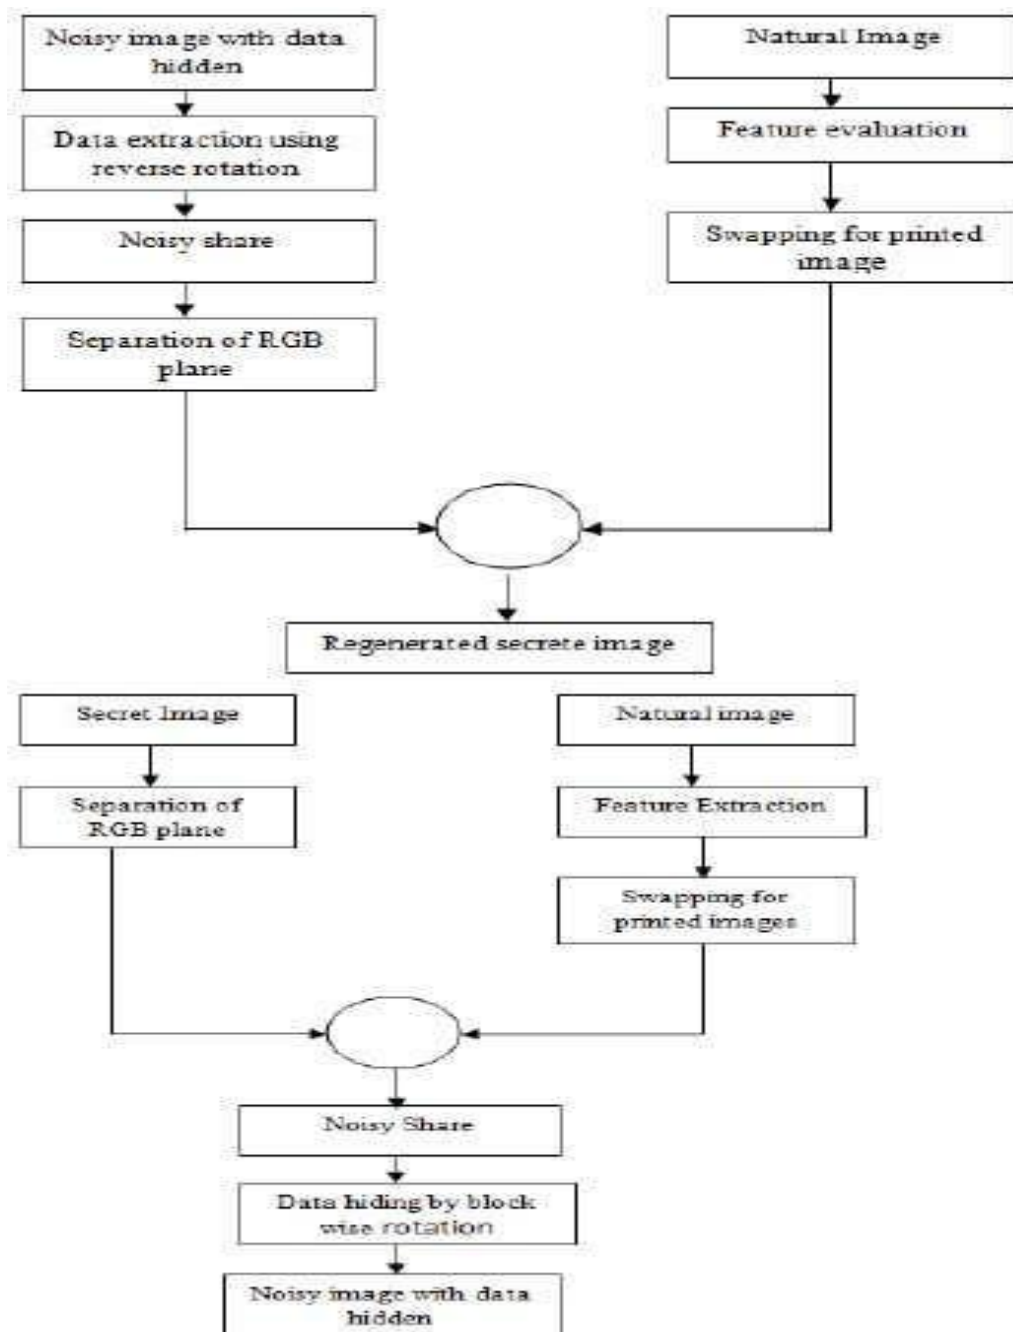 Noisy image with data
hidden
Data extraction using
reverse rotation
Noisy share
Separation of RGB
plane
Natural Image
Feature evaluation
Swapping for printed
image
Regenerated secrete image
Secret Image
Separation of
RGB plane
Natural image
Feature Extraction
Swapping for
printed images
Noisy Share
Data hiding by block
wise rotation
Noisy image with data
hidden